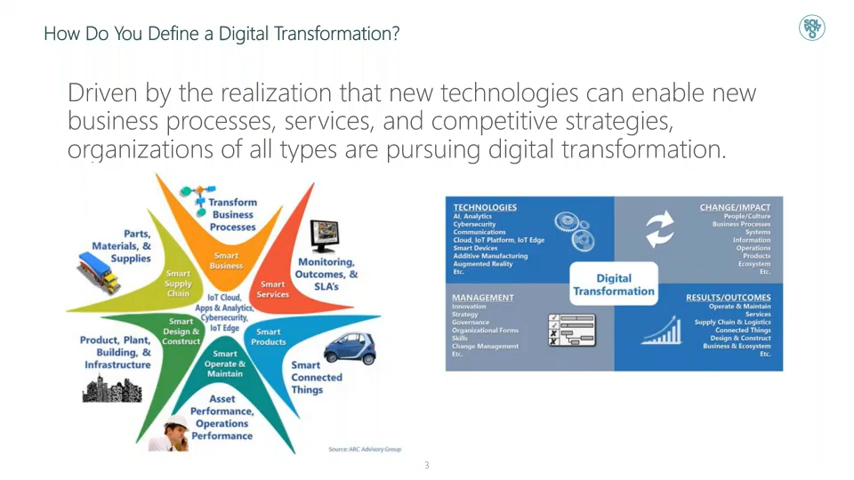 How Do You Define a Digital Transformation?
SOL
VOY
O
Driven by the realization that new technologies can enable new
business processes, services, and competitive strategies,
organizations of all types are pursuing digital transformation.
Transform
Business
Processes
Parts,
Materials, &
Supplies
Monitoring,
Outcomes, &
SLA's
Smart
Business
Smart
Supply
Chain
Smart
Services
IoT Cloud,
Apps & Analytics,
Cybersecurity,
IoT Edge
Smart
Design &
Construct
Smart
Products
Smart
Operate &
Maintain
Product, Plant,
Building, &
Infrastructure
Smart
Connected
Things
Asset
Performance,
Operations
Performance
Source: ARC Advisory Group
TECHNOLOGIES
AI, Analytics
Cybersecurity
Communications
Cloud, IoT Platform, IoT Edge
Smart Devices
Additive Manufacturing
Augmented Reality
Etc.
CHANGE/IMPACT
People/Culture
Business Processes
Systems
Information
Operations
Products
Ecosystem
Etc.
Digital
Transformation
MANAGEMENT
Innovation
Strategy
Governance
Organizational Forms
Skills
Change Management
Etc.
RESULTS/OUTCOMES
Operate & Maintain
Services
Supply Chain & Logistics
Connected Things
Design & Construct
Business & Ecosystem
Etc.
3